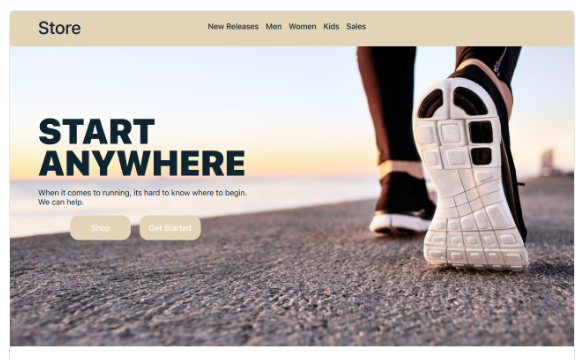 Store
New Releases Men Women Kids Sales
START
ANYWHERE
When it comes to running, its hard to know where to begin.
We can help.
Shop
Get Started